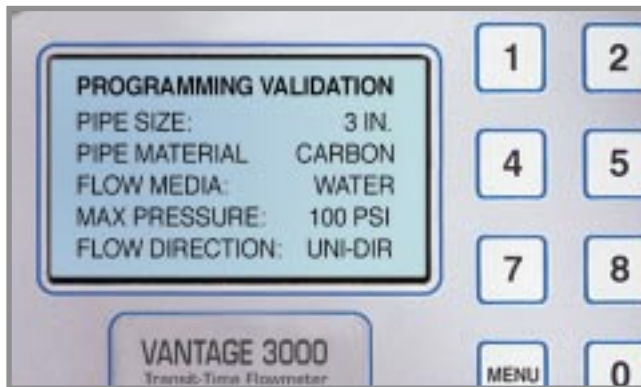 PROGRAMMING VALIDATION
PIPE SIZE: 3 IN.
PIPE MATERIAL CARBON
FLOW MEDIA: WATER
MAX PRESSURE: 100 PSI
FLOW DIRECTION: UNI-DIR
VANTAGE 3000
Transit-Time Flowmeter
1 2
4 5
7 8
MENU 0